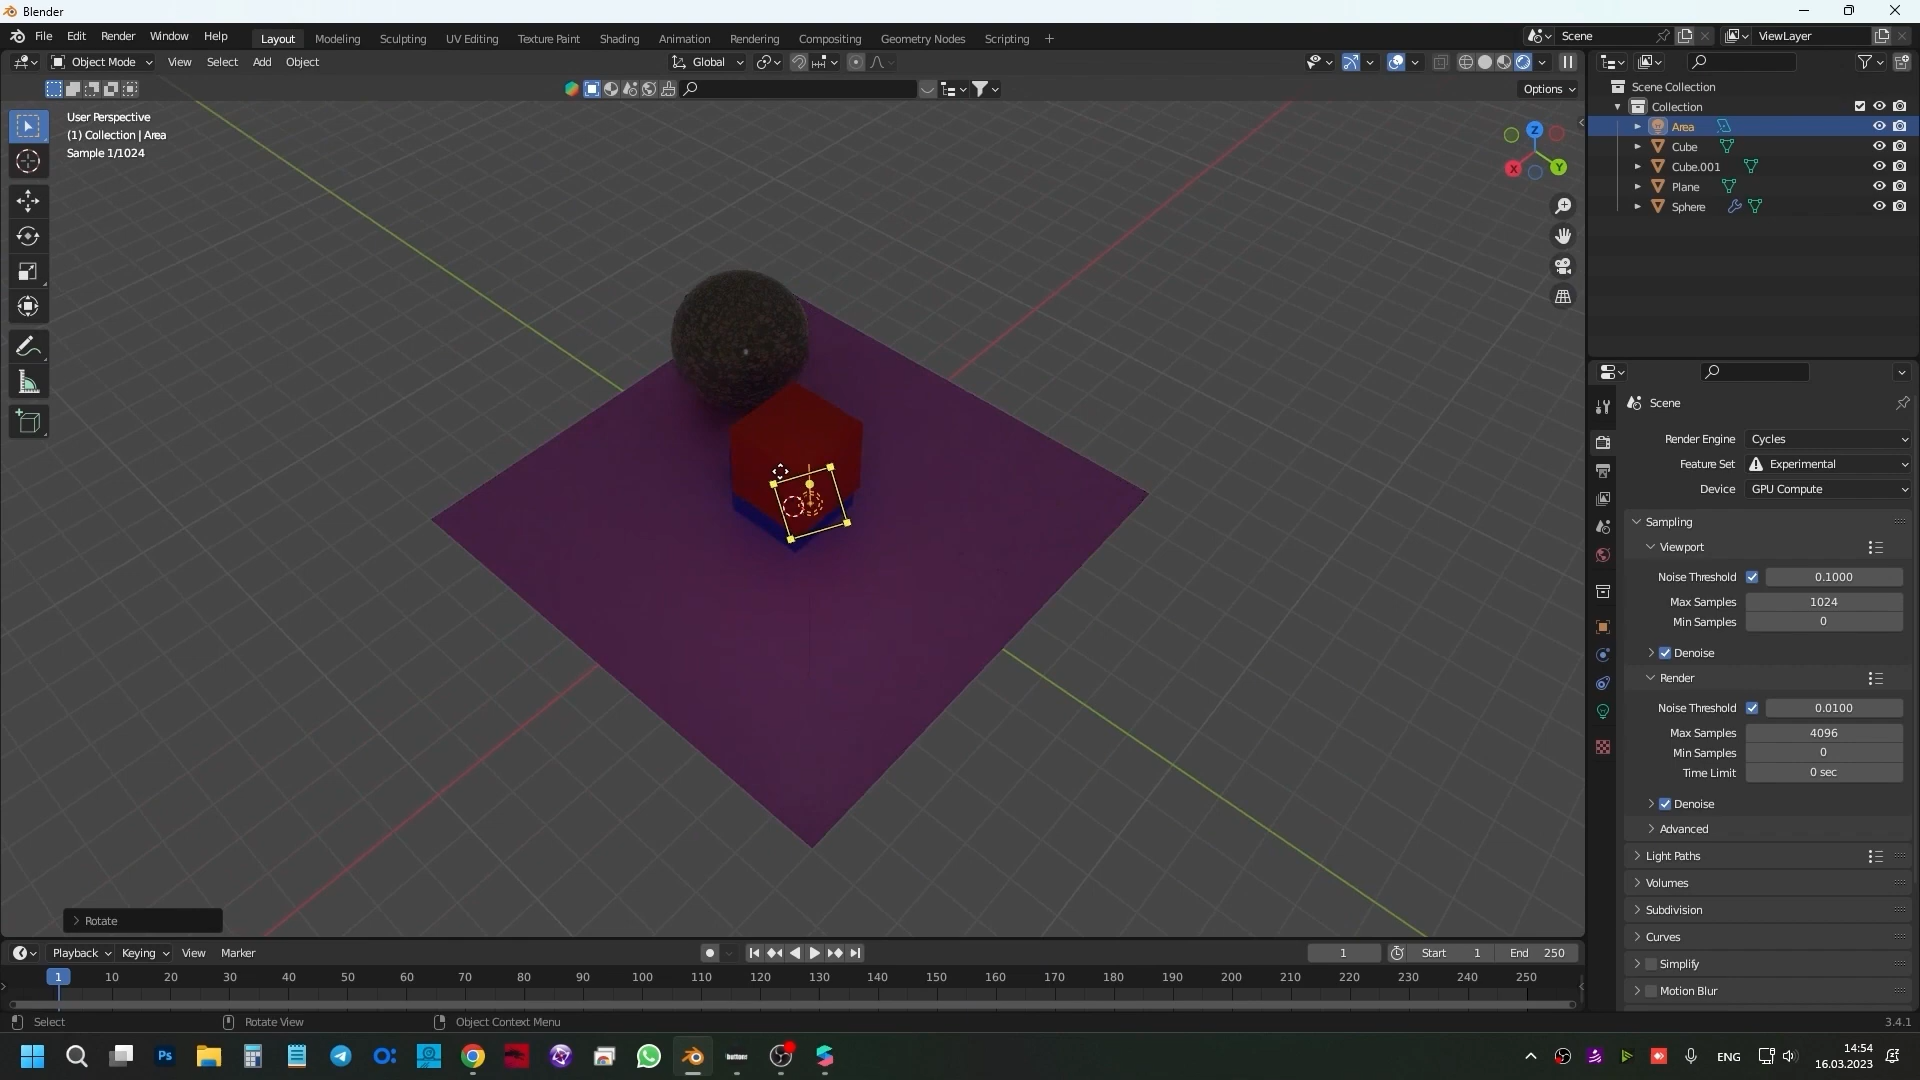 Blender
File Edit Render Window Help
Layout Modeling Sculpting UV Editing Texture Paint Shading Animation Rendering Compositing Geometry Nodes Scripting +
Scene
ViewLayer
Object Mode View Select Add Object
Global
Options
User Perspective
(1) Collection | Area
Sample 1/1024
Z
X
Y
Scene Collection
Collection
Area
Cube
Cube.001
Plane
Sphere
Scene
Render Engine Cycles
Feature Set Experimental
Device GPU Compute
Sampling
Viewport
Noise Threshold 0.1000
Max Samples 1024
Min Samples 0
Denoise
Render
Noise Threshold 0.0100
Max Samples 4096
Min Samples 0
Time Limit 0 sec
Denoise
Advanced
Light Paths
Volumes
Subdivision
Curves
Simplify
Motion Blur
Rotate
Playback Keying View Marker
1 Start 1 End 250
1 10 20 30 40 50 60 70 80 90 100 110 120 130 140 150 160 170 180 190 200 210 220 230 240 250
Select Rotate View Object Context Menu
3.4.1
Ps
ENG
14:54
16.03.2023